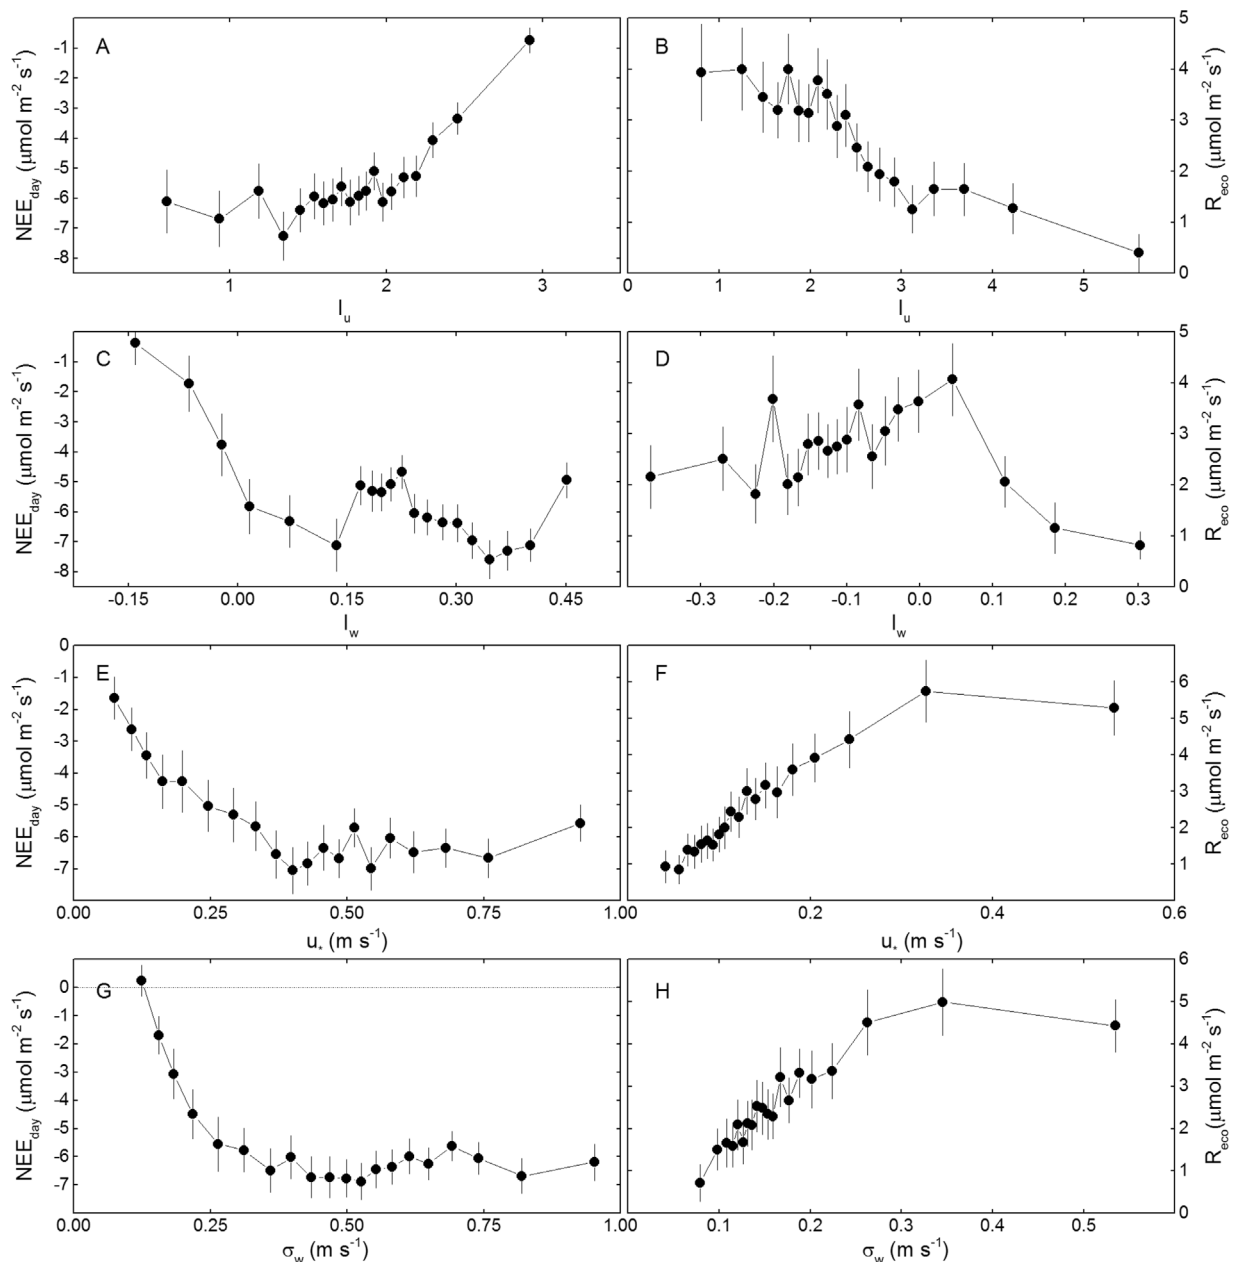 A
B
NEE_day (μmol m⁻² s⁻¹)
-1
-2
-3
-4
-5
-6
-7
-8
5
4
3
2
1
0
R_eco (μmol m⁻² s⁻¹)
1 2 3
0 1 2 3 4 5
I_u
I_u
C
D
NEE_day (μmol m⁻² s⁻¹)
-1
-2
-3
-4
-5
-6
-7
-8
5
4
3
2
1
0
R_eco (μmol m⁻² s⁻¹)
-0.15 0.00 0.15 0.30 0.45
-0.3 -0.2 -0.1 0.0 0.1 0.2 0.3
I_w
I_w
E
F
NEE_day (μmol m⁻² s⁻¹)
0
-1
-2
-3
-4
-5
-6
-7
6
5
4
3
2
1
R_eco (μmol m⁻² s⁻¹)
0.00 0.25 0.50 0.75 1.00
0.2 0.4 0.6
u_* (m s⁻¹)
u_* (m s⁻¹)
G
H
NEE_day (μmol m⁻² s⁻¹)
0
-1
-2
-3
-4
-5
-6
-7
6
5
4
3
2
1
0
R_eco(μmol m⁻² s⁻¹)
0.00 0.25 0.50 0.75 1.00
0.1 0.2 0.3 0.4 0.5
σ_w (m s⁻¹)
σ_w (m s⁻¹)